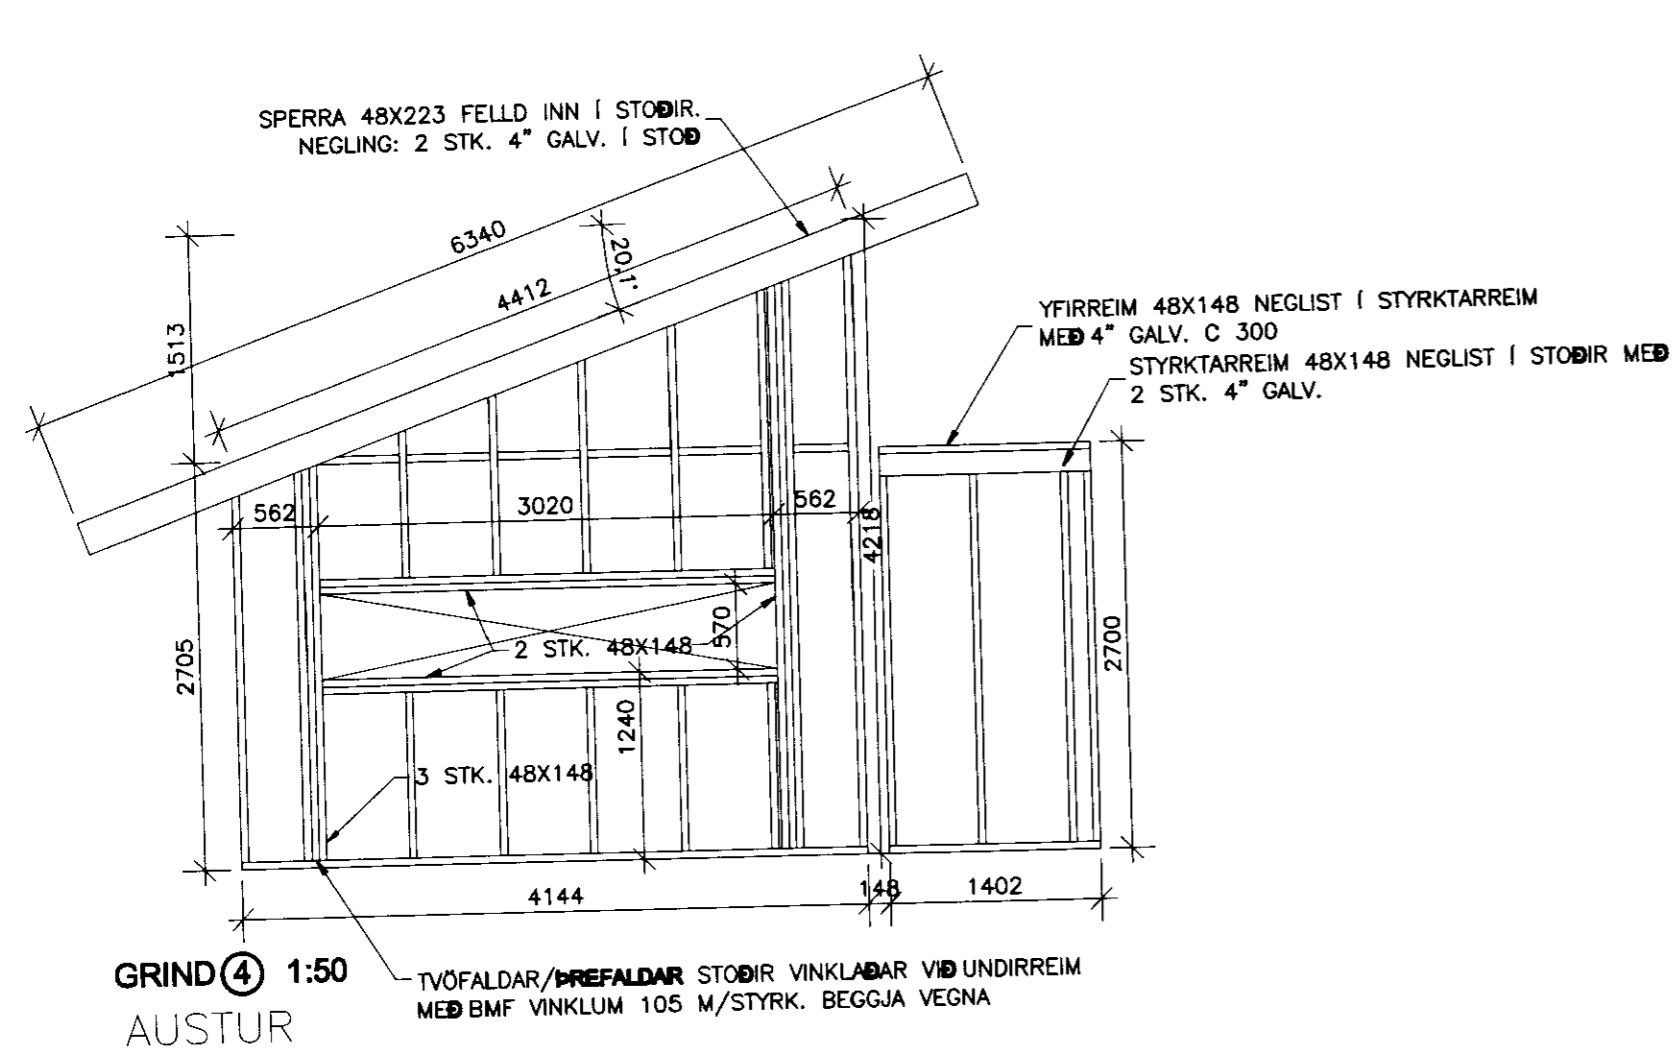 SPERRA 48X223 FELLD INN Í STOÐIR.
NEGLING: 2 STK. 4" GALV. Í STOÐ
6340
20,1°
4412
1513
YFIRREIM 48X148 NEGLIST Í STYRKTARREIM
MEÐ 4" GALV. C 300
STYRKTARREIM 48X148 NEGLIST Í STOÐIR MEÐ
2 STK. 4" GALV.
562
3020
562
4218
570
2 STK. 48X148
2705
2700
1240
3 STK. 48X148
4144
148
1402
GRIND 4 1:50
AUSTUR
TVÖFALDAR/ÞREFALDAR STOÐIR VINKLAÐAR VIÐ UNDIRREIM
MEÐ BMF VINKLUM 105 M/STYRK. BEGGJA VEGNA